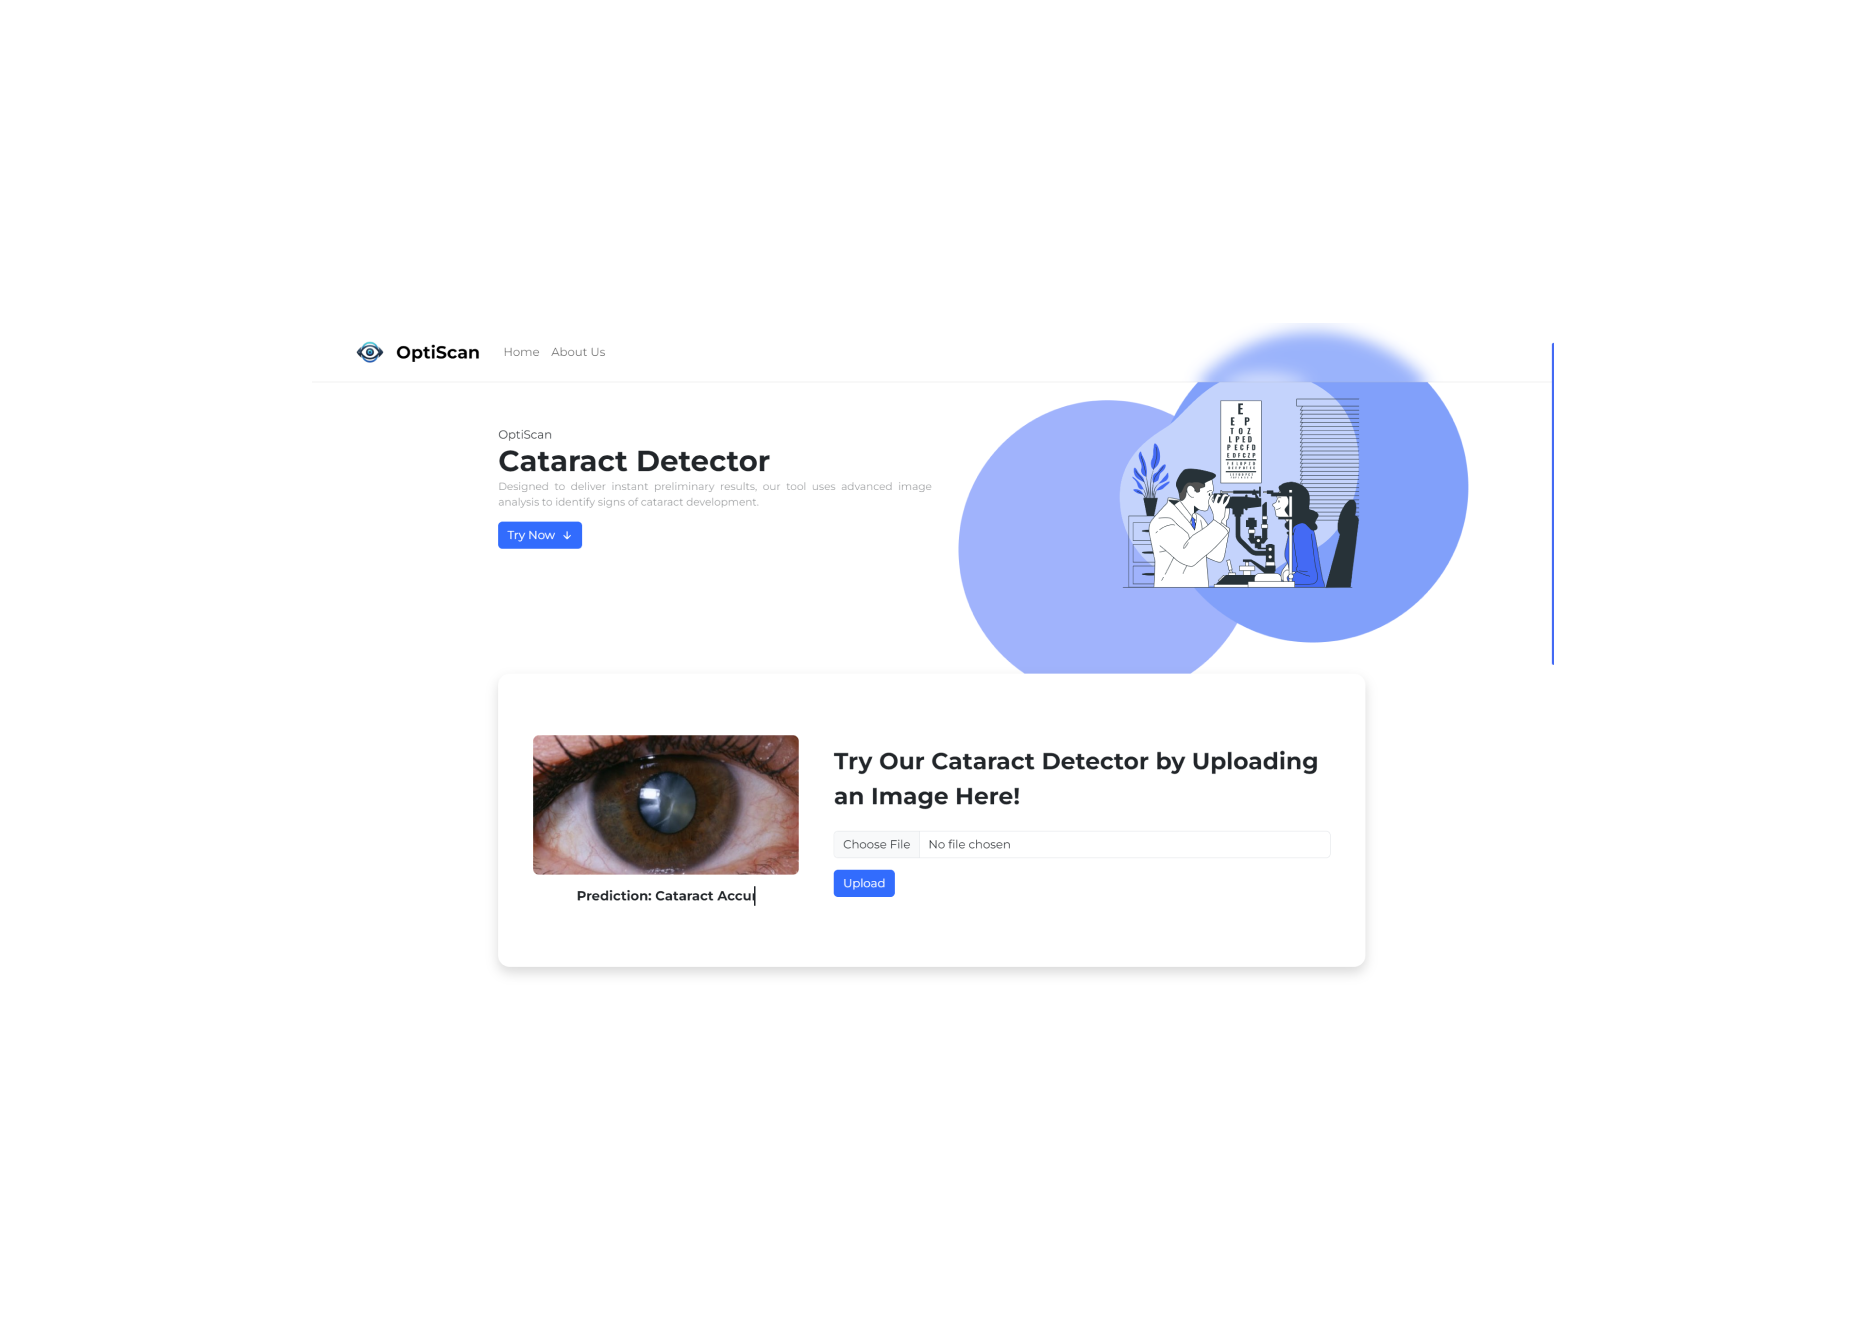 OptiScan
Home
About Us
OptiScan
Cataract Detector
Designed to deliver instant preliminary results, our tool uses advanced image
analysis to identify signs of cataract development.
Try Now ↓
E
E P
T O Z
L P E D
P E C F D
E D F C Z P
Try Our Cataract Detector by Uploading
an Image Here!
Choose File
No file chosen
Upload
Prediction: Cataract Accu